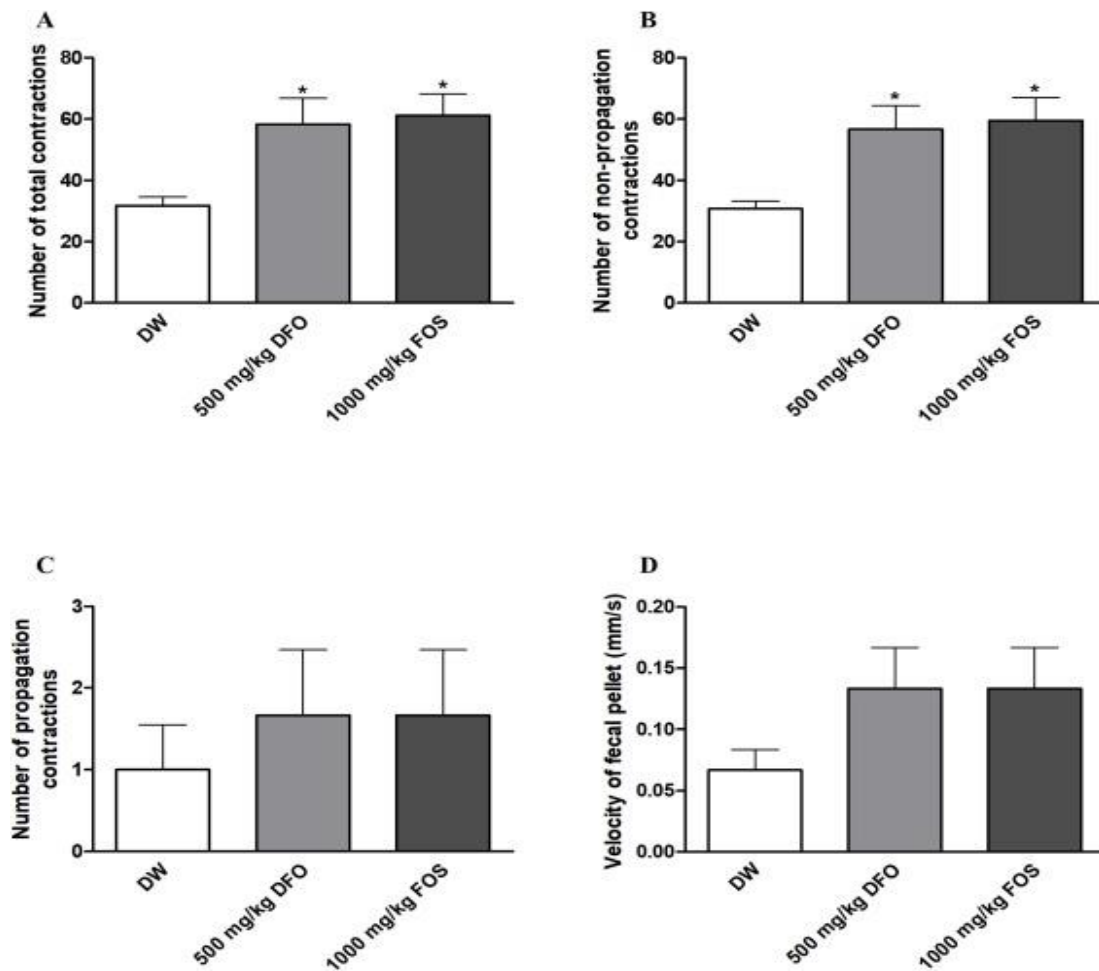 A
Number of total contractions
80
60
40
20
0
*
*
DW
500 mg/kg DFO
1000 mg/kg FOS
B
Number of non-propagation
contractions
80
60
40
20
0
*
*
DW
500 mg/kg DFO
1000 mg/kg FOS
C
Number of propagation
contractions
3
2
1
0
DW
500 mg/kg DFO
1000 mg/kg FOS
D
Velocity of fecal pellet (mm/s)
0.20
0.15
0.10
0.05
0.00
DW
500 mg/kg DFO
1000 mg/kg FOS